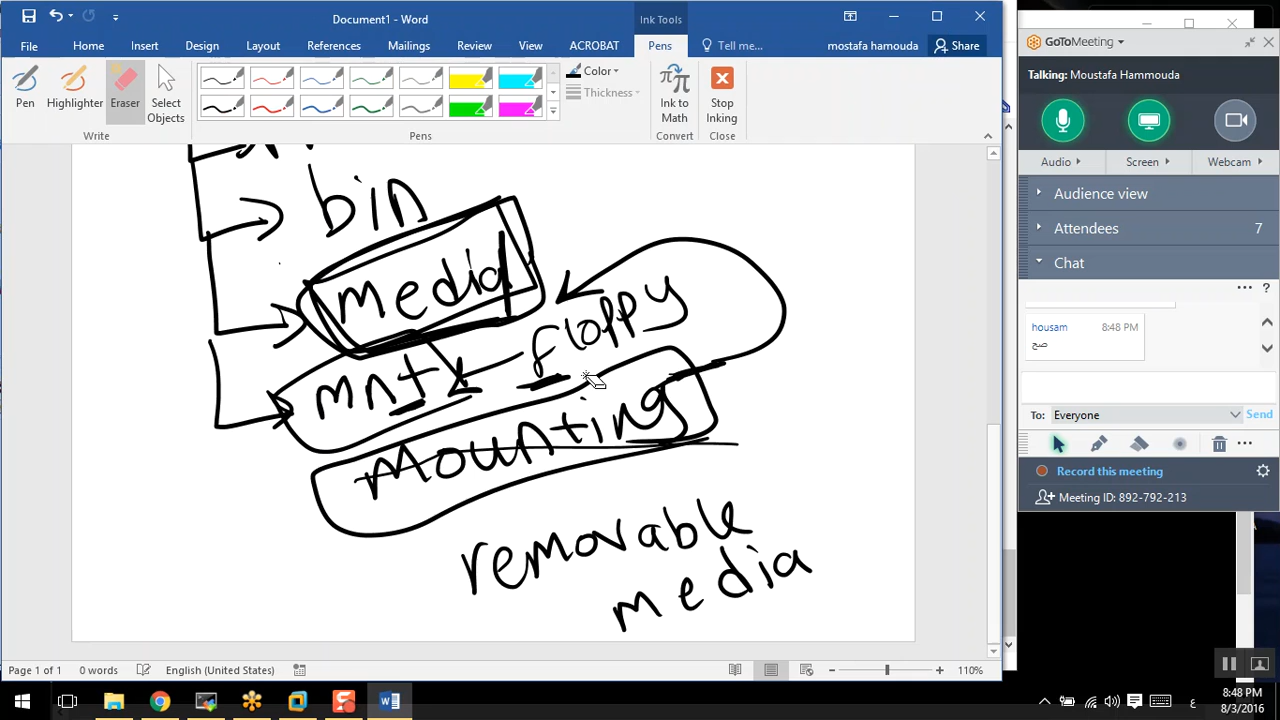 Document1 - Word
Ink Tools
File Home Insert Design Layout References Mailings Review View ACROBAT Pens Tell me... mostafa hamouda Share
Pen Highlighter Eraser Select Objects
Color
Thickness
Ink to Math
Stop Inking
Write Pens Convert Close
bin
media
floppy
mnt
Mounting
removable
media
Page 1 of 1 0 words English (United States) 110%
GoToMeeting
Talking: Moustafa Hammouda
Audio Screen Webcam
Audience view
Attendees 7
Chat
housam 8:48 PM
صح
To: Everyone Send
Record this meeting
Meeting ID: 892-792-213
ع
8:48 PM
8/3/2016